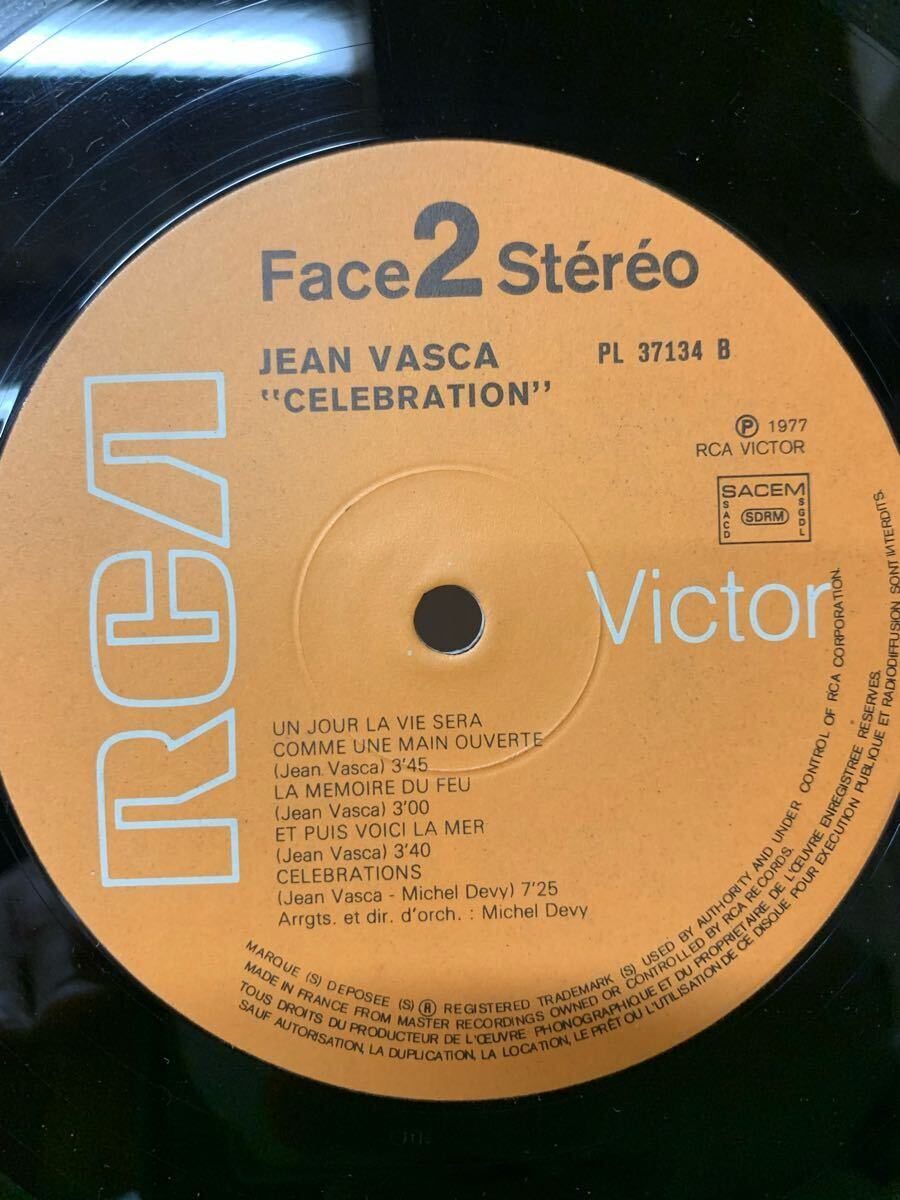 Face 2 Stéréo
JEAN VASCA
"CELEBRATION"
PL 37134 B
Ⓟ 1977
RCA VICTOR
SACEM
SACD
SDRM
SGDL
RCA
Victor
UN JOUR LA VIE SERA
COMME UNE MAIN OUVERTE
(Jean Vasca) 3'45
LA MEMOIRE DU FEU
(Jean Vasca) 3'00
ET PUIS VOICI LA MER
(Jean Vasca) 3'40
CELEBRATIONS
(Jean Vasca - Michel Devy) 7'25
Arrgts. et dir. d'orch. : Michel Devy
MARQUE (S) DEPOSEE (S) ® REGISTERED TRADEMARK (S) USED BY AUTHORITY AND UNDER CONTROL OF RCA CORPORATION.
MADE IN FRANCE FROM MASTER RECORDINGS OWNED OR CONTROLLED BY RCA RECORDS.
TOUS DROITS DU PRODUCTEUR DE L'ŒUVRE PHONOGRAPHIQUE ET DU PROPRIETAIRE DE L'ŒUVRE ENREGISTREE RESERVES.
SAUF AUTORISATION, LA DUPLICATION, LA LOCATION, LE PRÊT OU L'UTILISATION DE CE DISQUE POUR EXECUTION PUBLIQUE ET RADIODIFFUSION SONT INTERDITS.